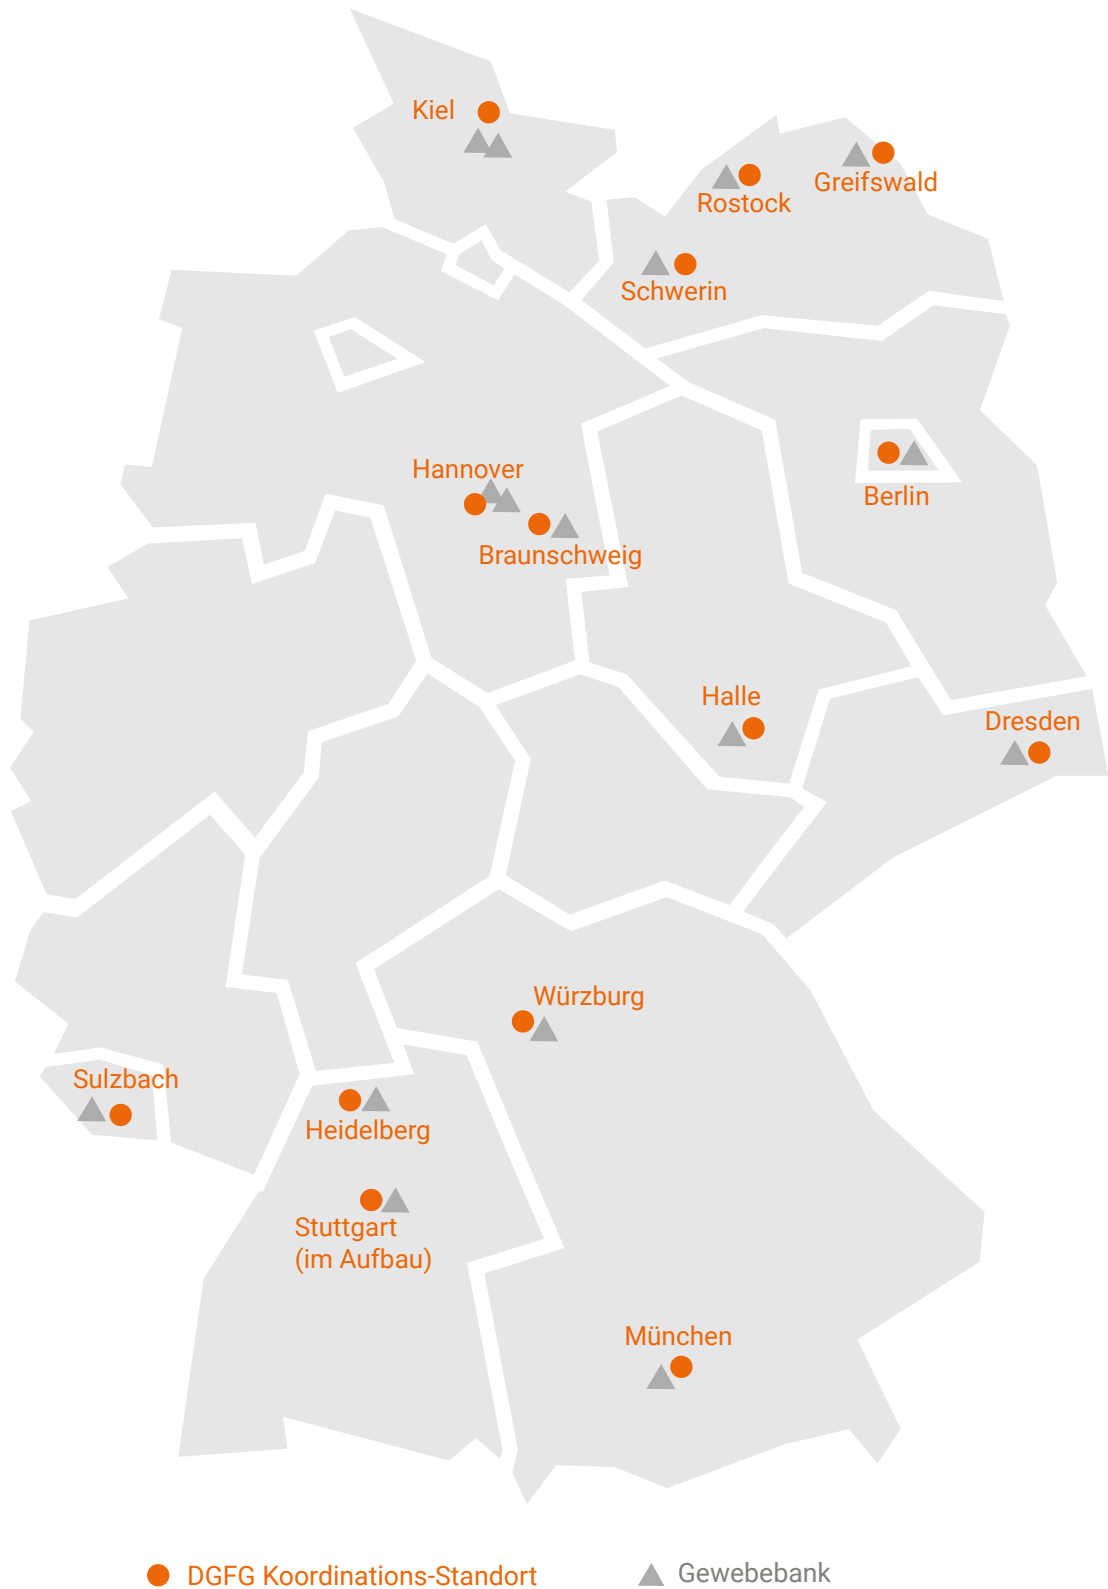 Kiel
Greifswald
Rostock
Schwerin
Hannover
Berlin
Braunschweig
Halle
Dresden
Würzburg
Sulzbach
Heidelberg
Stuttgart
(im Aufbau)
München
DGFG Koordinations-Standort
Gewebebank